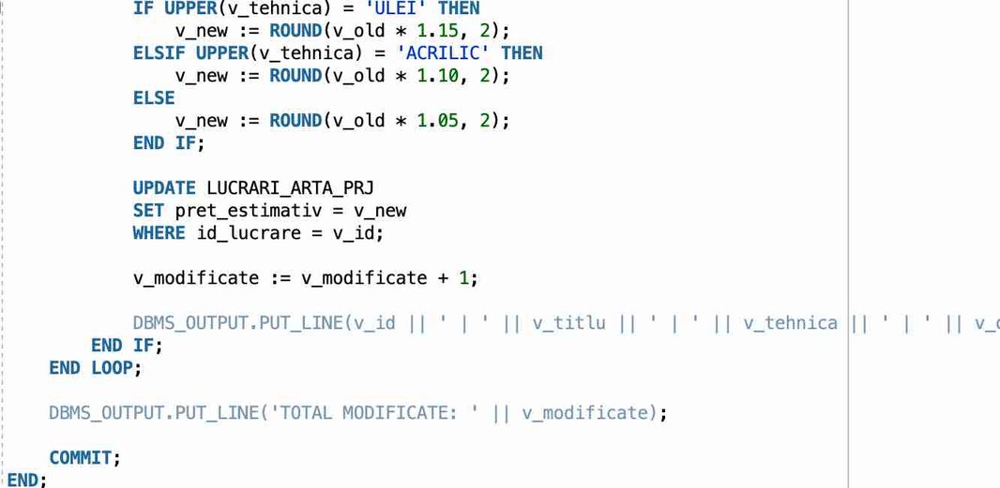 IF UPPER(v_tehnica) = 'ULEI' THEN
v_new := ROUND(v_old * 1.15, 2);
ELSIF UPPER(v_tehnica) = 'ACRILIC' THEN
v_new := ROUND(v_old * 1.10, 2);
ELSE
v_new := ROUND(v_old * 1.05, 2);
END IF;
UPDATE LUCRARI_ARTA_PRJ
SET pret_estimativ = v_new
WHERE id_lucrare = v_id;
v_modificate := v_modificate + 1;
DBMS_OUTPUT.PUT_LINE(v_id || ' | ' || v_titlu || ' | ' || v_tehnica || ' | ' ||
END IF;
END LOOP;
DBMS_OUTPUT.PUT_LINE('TOTAL MODIFICATE: ' || v_modificate);
COMMIT;
END;